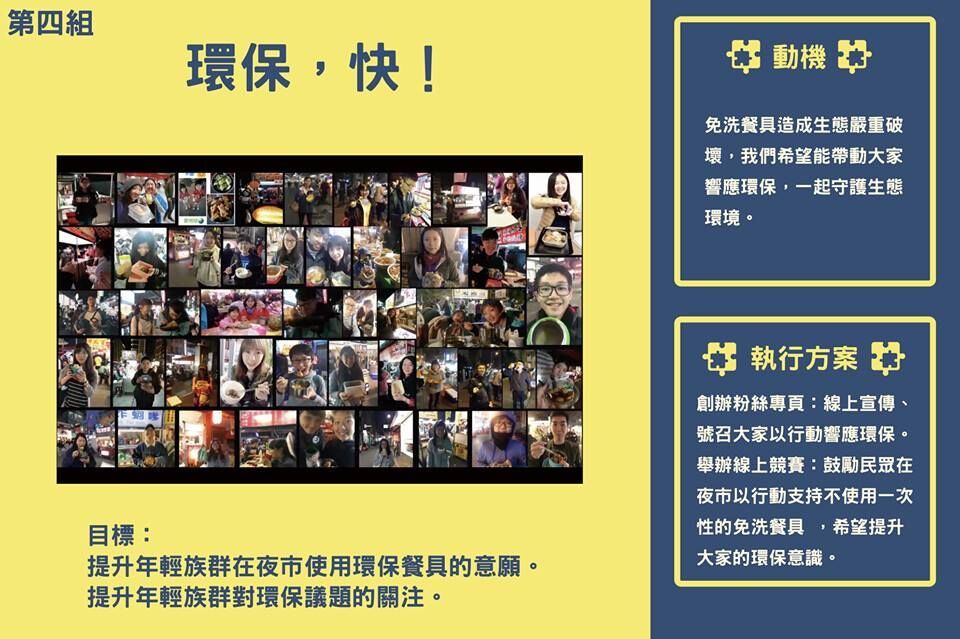 第四組
環保，快！
目標：
提升年輕族群在夜市使用環保餐具的意願。
提升年輕族群對環保議題的關注。
動機
免洗餐具造成生態嚴重破
壞，我們希望能帶動大家
響應環保，一起守護生態
環境。
執行方案
創辦粉絲專頁：線上宣傳、
號召大家以行動響應環保。
舉辦線上競賽：鼓勵民眾在
夜市以行動支持不使用一次
性的免洗餐具 ，希望提升
大家的環保意識。